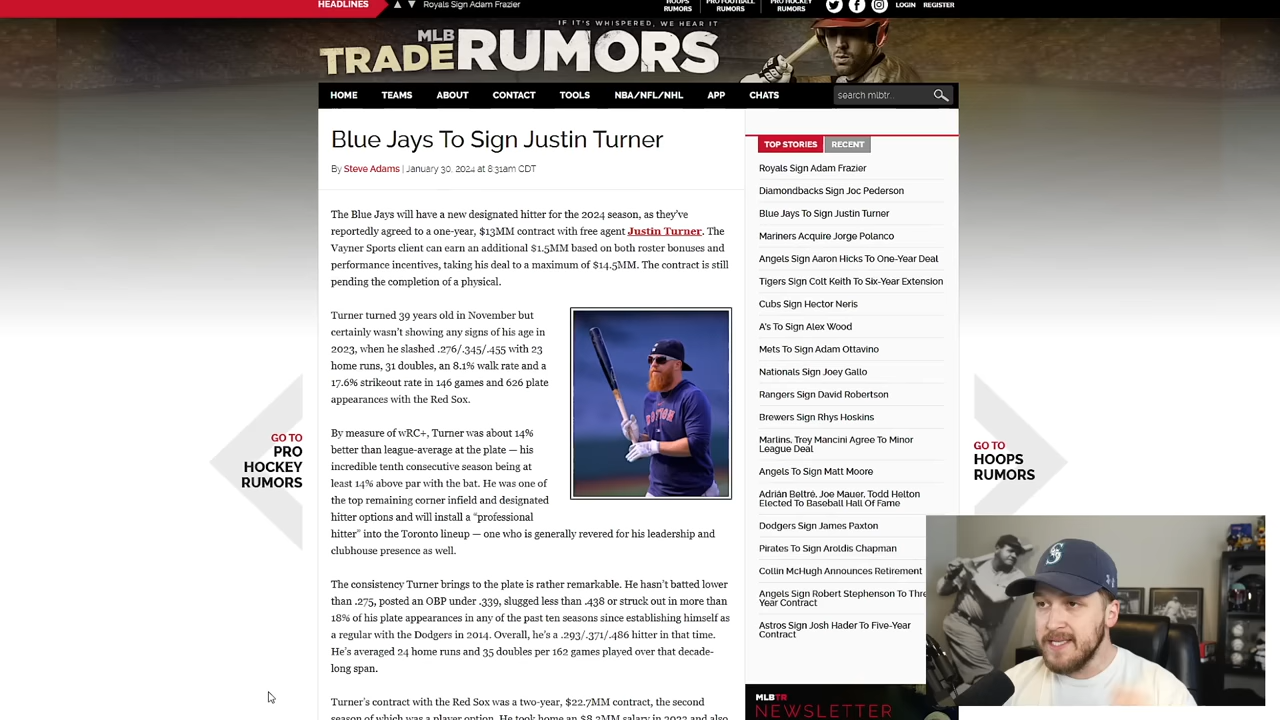 HEADLINES
Royals Sign Adam Frazier
HOOPS RUMORS
PRO FOOTBALL RUMORS
PRO HOCKEY RUMORS
LOGIN
REGISTER
IF IT'S WHISPERED, WE HEAR IT
MLB
TRADERUMORS
HOME TEAMS ABOUT CONTACT TOOLS NBA/NFL/NHL APP CHATS
search mlbtr...
Blue Jays To Sign Justin Turner
By Steve Adams | January 30, 2024 at 8:31am CDT
The Blue Jays will have a new designated hitter for the 2024 season, as they've
reportedly agreed to a one-year, $13MM contract with free agent Justin Turner. The
Vayner Sports client can earn an additional $1.5MM based on both roster bonuses and
performance incentives, taking his deal to a maximum of $14.5MM. The contract is still
pending the completion of a physical.
Turner turned 39 years old in November but
certainly wasn't showing any signs of his age in
2023, when he slashed .276/.345/.455 with 23
home runs, 31 doubles, an 8.1% walk rate and a
17.6% strikeout rate in 146 games and 626 plate
appearances with the Red Sox.
By measure of wRC+, Turner was about 14%
better than league-average at the plate — his
incredible tenth consecutive season being at
least 14% above par with the bat. He was one of
the top remaining corner infield and designated
hitter options and will install a “professional
hitter” into the Toronto lineup — one who is generally revered for his leadership and
clubhouse presence as well.
The consistency Turner brings to the plate is rather remarkable. He hasn't batted lower
than .275, posted an OBP under .339, slugged less than .438 or struck out in more than
18% of his plate appearances in any of the past ten seasons since establishing himself as
a regular with the Dodgers in 2014. Overall, he's a .293/.371/.486 hitter in that time.
He's averaged 24 home runs and 35 doubles per 162 games played over that decade-
long span.
Turner's contract with the Red Sox was a two-year, $22.7MM contract, the second
season of which was a player option. He took home an $8.3MM salary in 2023 and also
TOP STORIES RECENT
Royals Sign Adam Frazier
Diamondbacks Sign Joc Pederson
Blue Jays To Sign Justin Turner
Mariners Acquire Jorge Polanco
Angels Sign Aaron Hicks To One-Year Deal
Tigers Sign Colt Keith To Six-Year Extension
Cubs Sign Hector Neris
A's To Sign Alex Wood
Mets To Sign Adam Ottavino
Nationals Sign Joey Gallo
Rangers Sign David Robertson
Brewers Sign Rhys Hoskins
Marlins, Trey Mancini Agree To Minor
League Deal
Angels To Sign Matt Moore
Adrián Beltré, Joe Mauer, Todd Helton
Elected To Baseball Hall Of Fame
Dodgers Sign James Paxton
Pirates To Sign Aroldis Chapman
Collin McHugh Announces Retirement
Angels Sign Robert Stephenson To Thre
Year Contract
Astros Sign Josh Hader To Five-Year
Contract
MLBTR
NEWSLETTER
GO TO
PRO
HOCKEY
RUMORS
GO TO
HOOPS
RUMORS
BOSTON
S